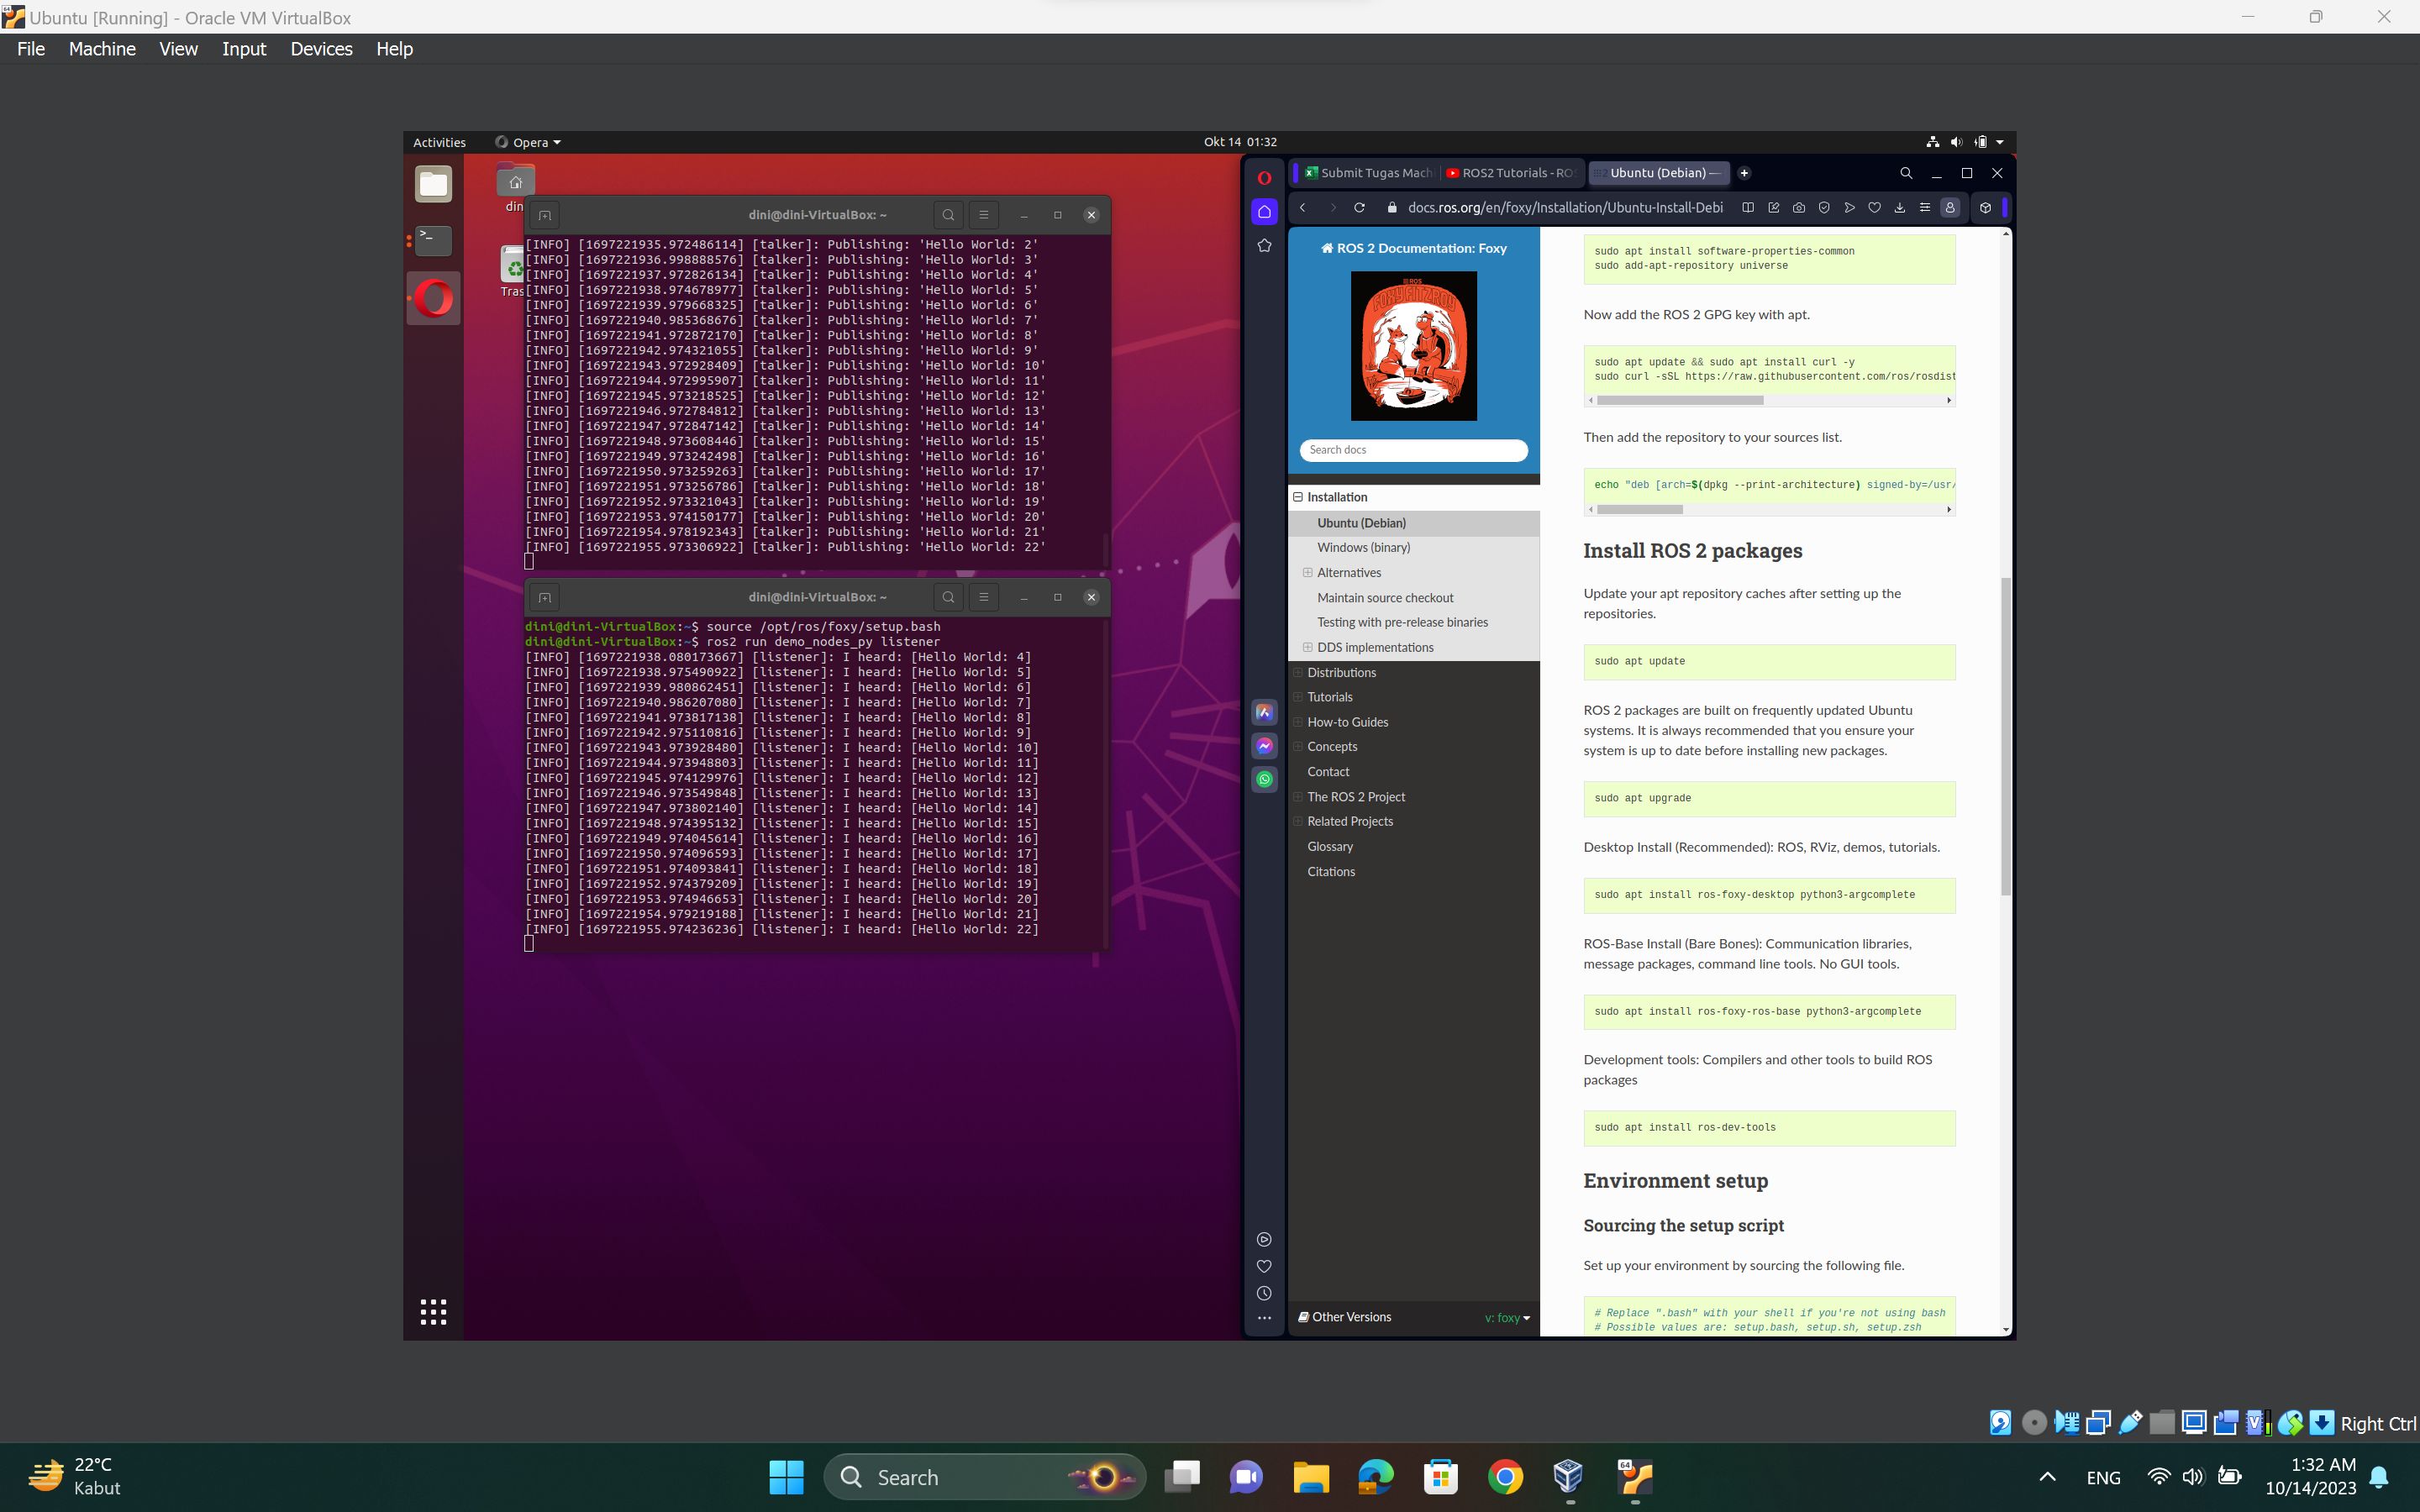 Ubuntu [Running] - Oracle VM VirtualBox
File Machine View Input Devices Help
Activities Opera Okt 14 01:32
din
Tras
dini@dini-VirtualBox: ~
[INFO] [1697221935.972486114] [talker]: Publishing: 'Hello World: 2'
[INFO] [1697221936.998888576] [talker]: Publishing: 'Hello World: 3'
[INFO] [1697221937.972826134] [talker]: Publishing: 'Hello World: 4'
[INFO] [1697221938.974678977] [talker]: Publishing: 'Hello World: 5'
[INFO] [1697221939.979668325] [talker]: Publishing: 'Hello World: 6'
[INFO] [1697221940.985368676] [talker]: Publishing: 'Hello World: 7'
[INFO] [1697221941.972872170] [talker]: Publishing: 'Hello World: 8'
[INFO] [1697221942.974321055] [talker]: Publishing: 'Hello World: 9'
[INFO] [1697221943.972928409] [talker]: Publishing: 'Hello World: 10'
[INFO] [1697221944.972995907] [talker]: Publishing: 'Hello World: 11'
[INFO] [1697221945.973218525] [talker]: Publishing: 'Hello World: 12'
[INFO] [1697221946.972784812] [talker]: Publishing: 'Hello World: 13'
[INFO] [1697221947.972847142] [talker]: Publishing: 'Hello World: 14'
[INFO] [1697221948.973608446] [talker]: Publishing: 'Hello World: 15'
[INFO] [1697221949.973242498] [talker]: Publishing: 'Hello World: 16'
[INFO] [1697221950.973259263] [talker]: Publishing: 'Hello World: 17'
[INFO] [1697221951.973256786] [talker]: Publishing: 'Hello World: 18'
[INFO] [1697221952.973321043] [talker]: Publishing: 'Hello World: 19'
[INFO] [1697221953.974150177] [talker]: Publishing: 'Hello World: 20'
[INFO] [1697221954.978192343] [talker]: Publishing: 'Hello World: 21'
[INFO] [1697221955.973306922] [talker]: Publishing: 'Hello World: 22'
dini@dini-VirtualBox: ~
dini@dini-VirtualBox:~$ source /opt/ros/foxy/setup.bash
dini@dini-VirtualBox:~$ ros2 run demo_nodes_py listener
[INFO] [1697221938.080173667] [listener]: I heard: [Hello World: 4]
[INFO] [1697221938.975490922] [listener]: I heard: [Hello World: 5]
[INFO] [1697221939.980862451] [listener]: I heard: [Hello World: 6]
[INFO] [1697221940.986207080] [listener]: I heard: [Hello World: 7]
[INFO] [1697221941.973817138] [listener]: I heard: [Hello World: 8]
[INFO] [1697221942.975110816] [listener]: I heard: [Hello World: 9]
[INFO] [1697221943.973928480] [listener]: I heard: [Hello World: 10]
[INFO] [1697221944.973948803] [listener]: I heard: [Hello World: 11]
[INFO] [1697221945.974129976] [listener]: I heard: [Hello World: 12]
[INFO] [1697221946.973549848] [listener]: I heard: [Hello World: 13]
[INFO] [1697221947.973802140] [listener]: I heard: [Hello World: 14]
[INFO] [1697221948.974395132] [listener]: I heard: [Hello World: 15]
[INFO] [1697221949.974045614] [listener]: I heard: [Hello World: 16]
[INFO] [1697221950.974096593] [listener]: I heard: [Hello World: 17]
[INFO] [1697221951.974093841] [listener]: I heard: [Hello World: 18]
[INFO] [1697221952.974379209] [listener]: I heard: [Hello World: 19]
[INFO] [1697221953.974946653] [listener]: I heard: [Hello World: 20]
[INFO] [1697221954.979219188] [listener]: I heard: [Hello World: 21]
[INFO] [1697221955.974236236] [listener]: I heard: [Hello World: 22]
Submit Tugas Mach ROS2 Tutorials - ROS Ubuntu (Debian) —
docs.ros.org/en/foxy/Installation/Ubuntu-Install-Debi
ROS 2 Documentation: Foxy
ROS
FOXY FITZROY
Search docs
Installation
Ubuntu (Debian)
Windows (binary)
Alternatives
Maintain source checkout
Testing with pre-release binaries
DDS implementations
Distributions
Tutorials
How-to Guides
Concepts
Contact
The ROS 2 Project
Related Projects
Glossary
Citations
Other Versions v: foxy
sudo apt install software-properties-common
sudo add-apt-repository universe
Now add the ROS 2 GPG key with apt.
sudo apt update && sudo apt install curl -y
sudo curl -sSL https://raw.githubusercontent.com/ros/rosdist
Then add the repository to your sources list.
echo "deb [arch=$(dpkg --print-architecture) signed-by=/usr/
Install ROS 2 packages
Update your apt repository caches after setting up the
repositories.
sudo apt update
ROS 2 packages are built on frequently updated Ubuntu
systems. It is always recommended that you ensure your
system is up to date before installing new packages.
sudo apt upgrade
Desktop Install (Recommended): ROS, RViz, demos, tutorials.
sudo apt install ros-foxy-desktop python3-argcomplete
ROS-Base Install (Bare Bones): Communication libraries,
message packages, command line tools. No GUI tools.
sudo apt install ros-foxy-ros-base python3-argcomplete
Development tools: Compilers and other tools to build ROS
packages
sudo apt install ros-dev-tools
Environment setup
Sourcing the setup script
Set up your environment by sourcing the following file.
# Replace ".bash" with your shell if you're not using bash
# Possible values are: setup.bash, setup.sh, setup.zsh
Right Ctrl
22°C
Kabut
Search
ENG
1:32 AM
10/14/2023